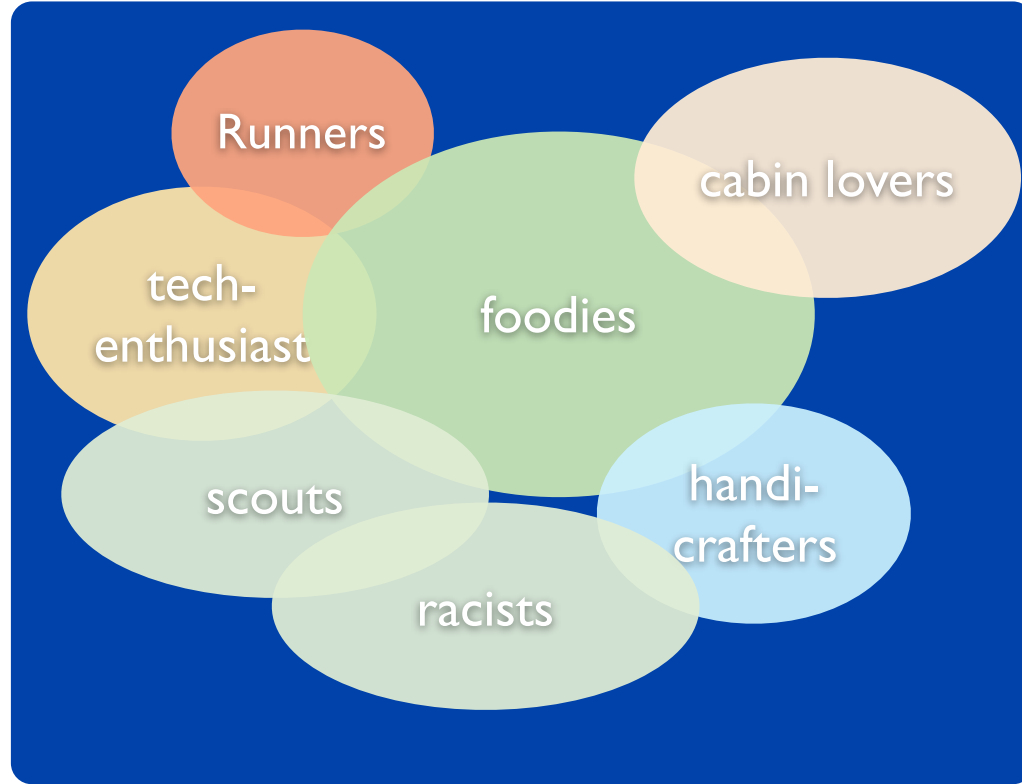 Runners
cabin lovers
tech-
enthusiast
foodies
scouts
handi-
crafters
racists